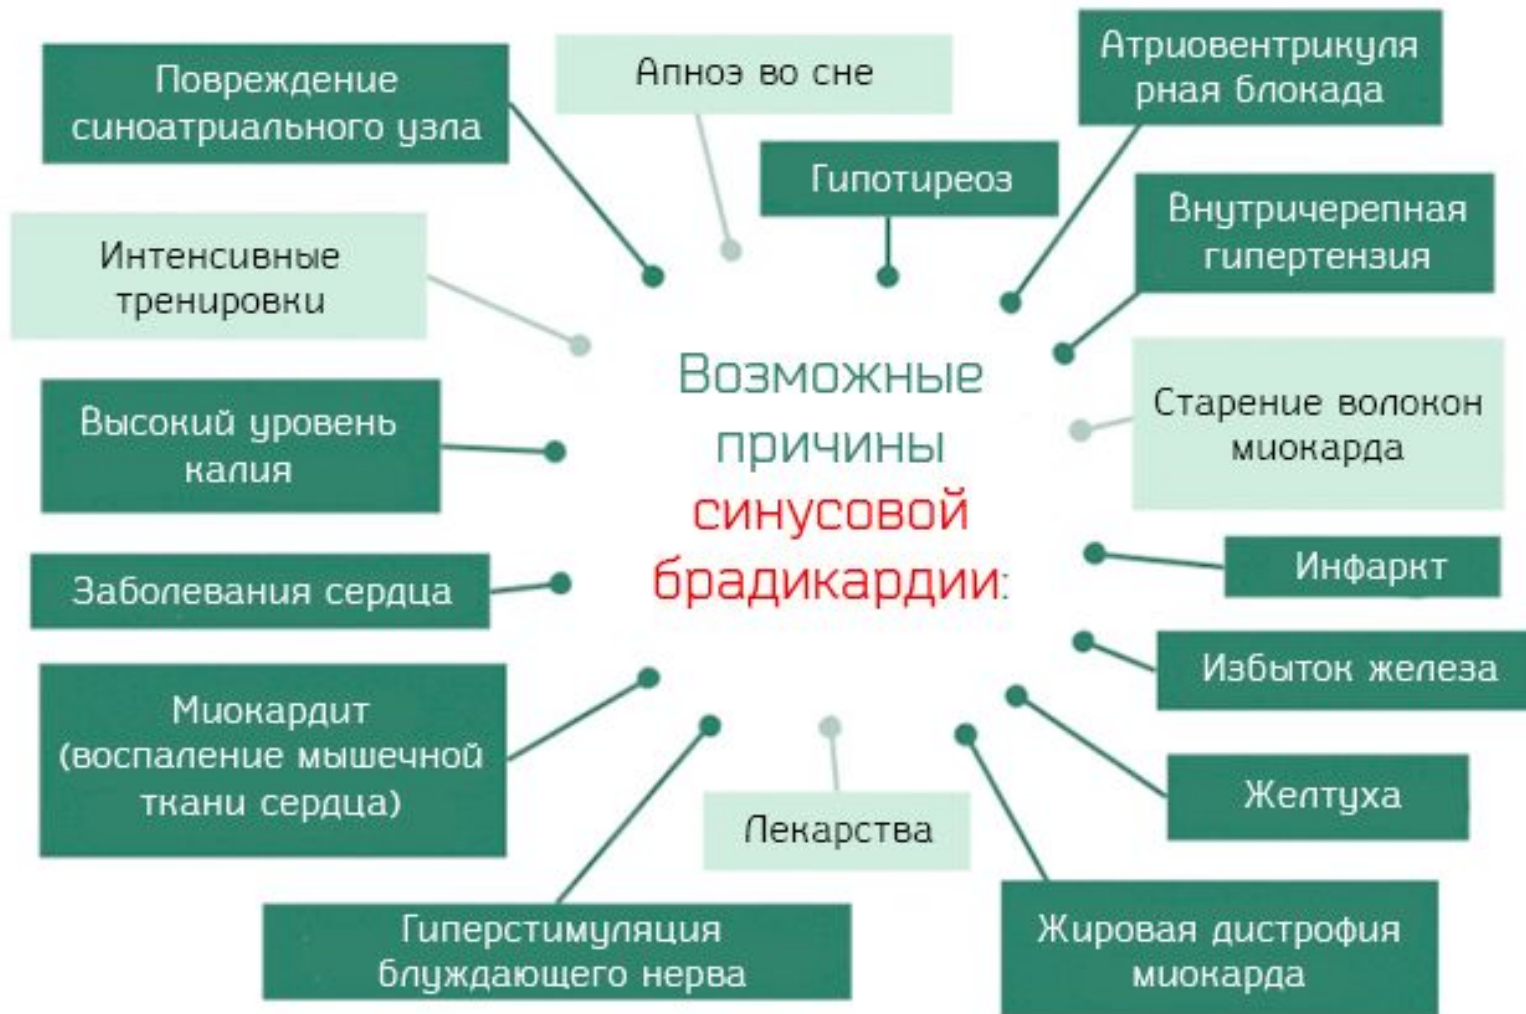 Повреждение
синоатриального узла
Апноэ во сне
Атриовентрикуля
рная блокада
Гипотиреоз
Внутричерепная
гипертензия
Интенсивные
тренировки
Возможные
причины
синусовой
брадикардии:
Старение волокон
миокарда
Высокий уровень
калия
Инфаркт
Заболевания сердца
Избыток железа
Миокардит
(воспаление мышечной
ткани сердца)
Желтуха
Лекарства
Гиперстимуляция
блуждающего нерва
Жировая дистрофия
миокарда